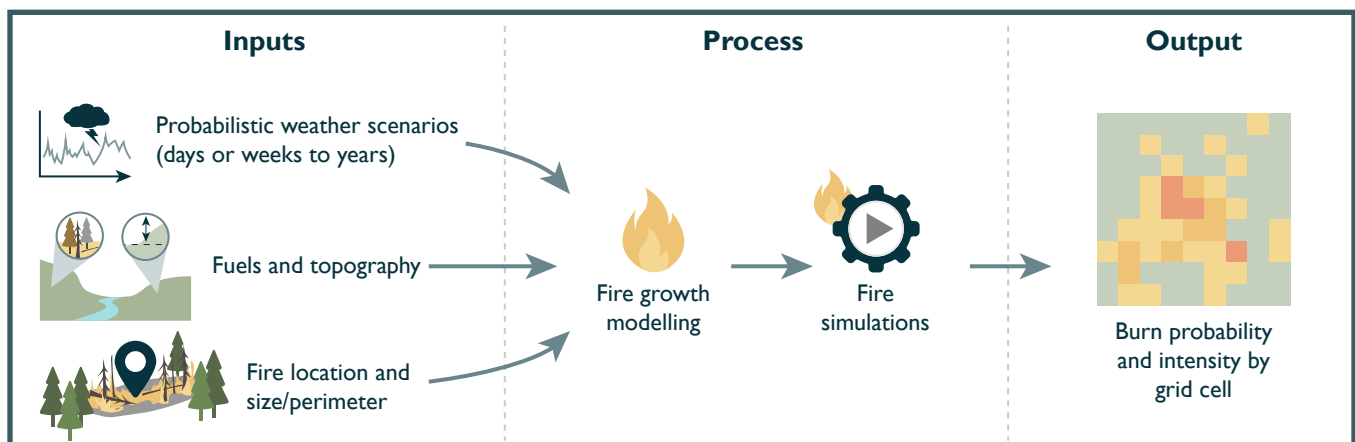 Inputs
Process
Output
Probabilistic weather scenarios
(days or weeks to years)
Fuels and topography
Fire location and
size/perimeter
Fire growth
modelling
Fire
simulations
Burn probability
and intensity by
grid cell